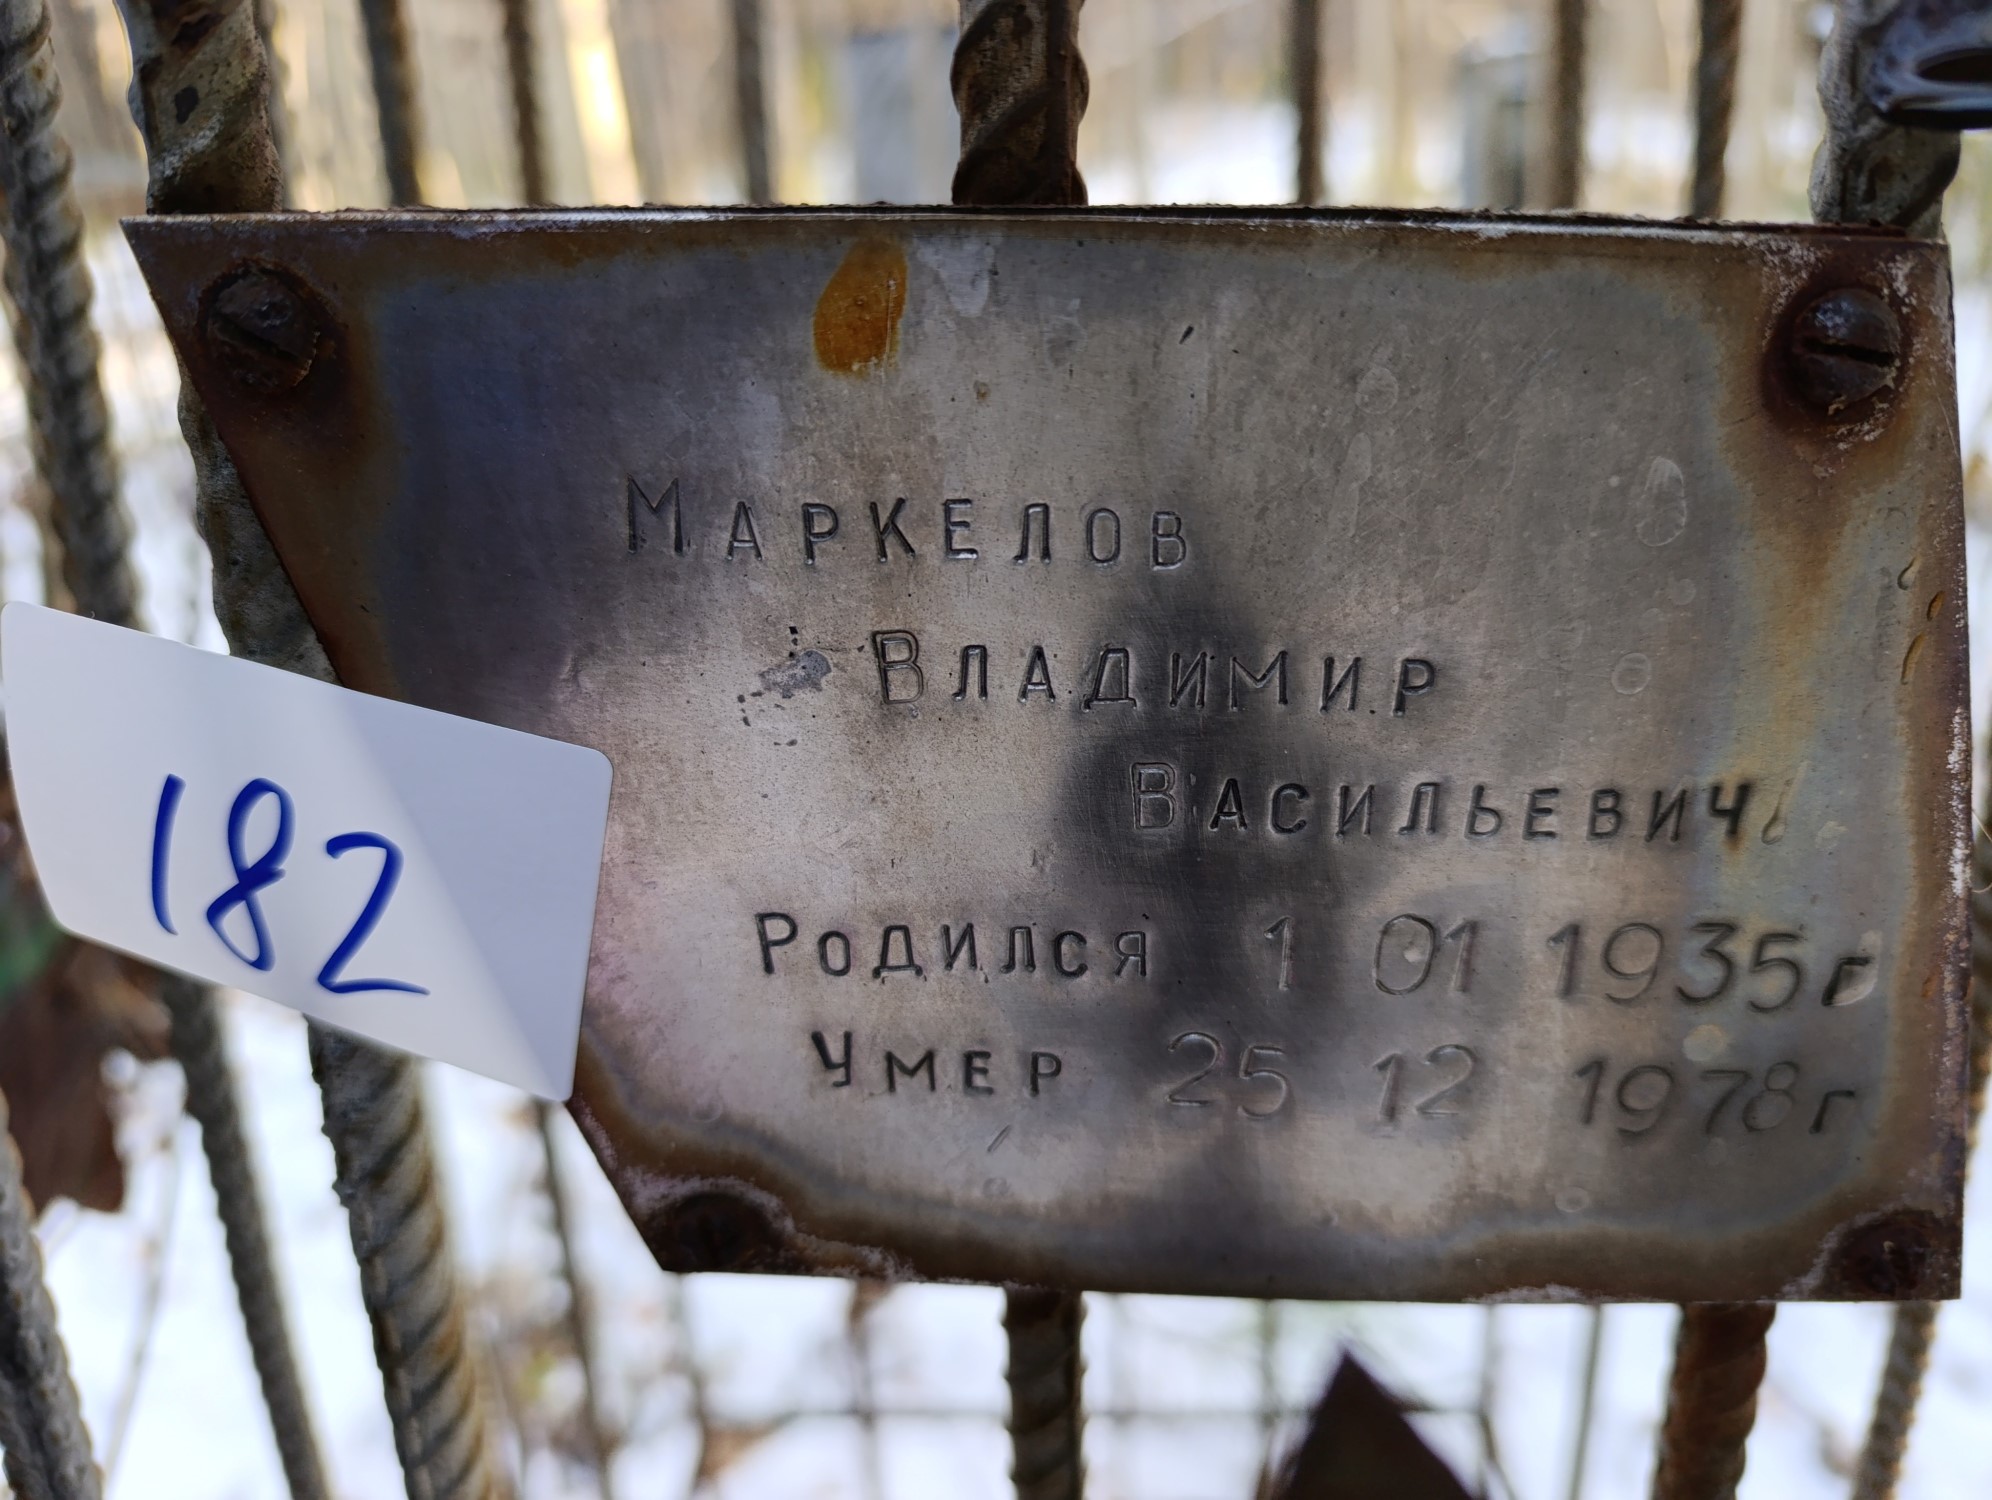 Маркелов
Владимир
Васильевич
182
Родился 1 01 1935г
Умер 25 12 1978г